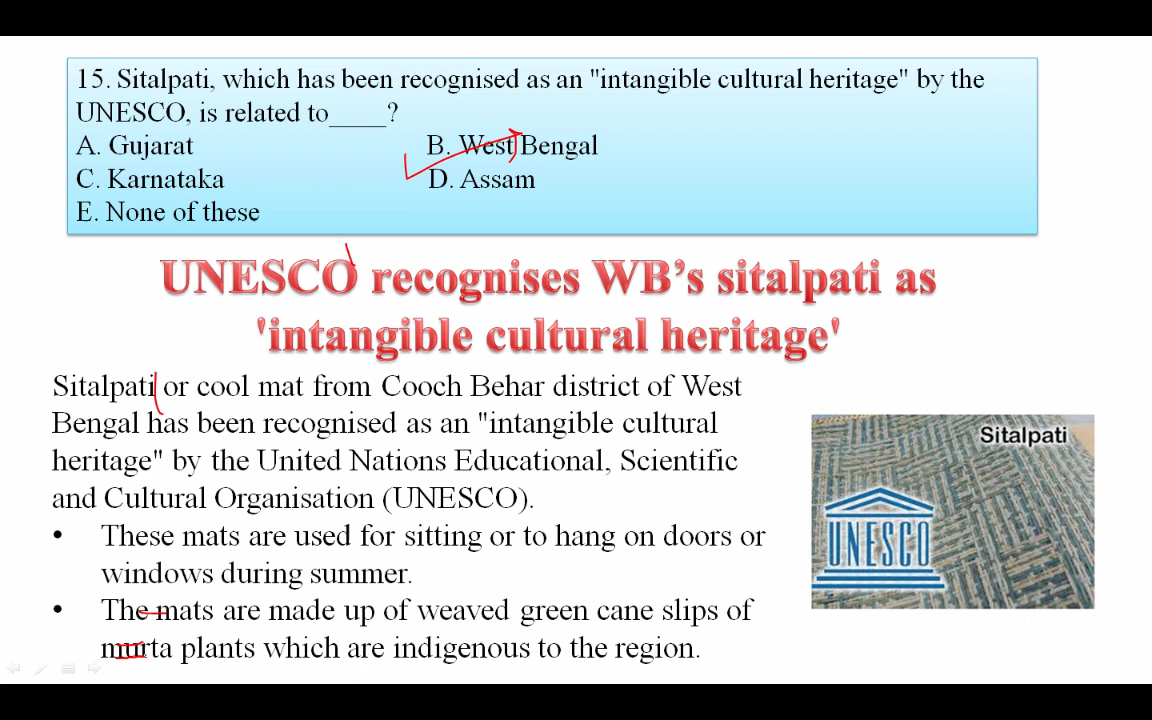 15. Sitalpati, which has been recognised as an "intangible cultural heritage" by the
UNESCO, is related to____?
A. Gujarat B. West Bengal
C. Karnataka D. Assam
E. None of these
UNESCO recognises WB’s sitalpati as
'intangible cultural heritage'
Sitalpati or cool mat from Cooch Behar district of West
Bengal has been recognised as an "intangible cultural
heritage" by the United Nations Educational, Scientific
and Cultural Organisation (UNESCO).
• These mats are used for sitting or to hang on doors or
windows during summer.
• The mats are made up of weaved green cane slips of
murta plants which are indigenous to the region.
Sitalpati
UNESCO